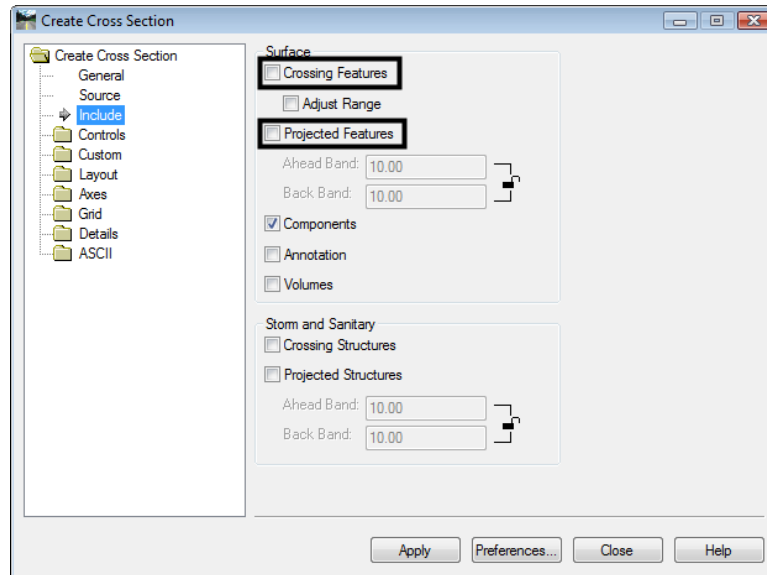 Create Cross Section
Create Cross Section
General
Source
Include
Controls
Custom
Layout
Axes
Grid
Details
ASCII
Surface
Crossing Features
Adjust Range
Projected Features
Ahead Band: 10.00
Back Band: 10.00
Components
Annotation
Volumes
Storm and Sanitary
Crossing Structures
Projected Structures
Ahead Band: 10.00
Back Band: 10.00
Apply Preferences... Close Help